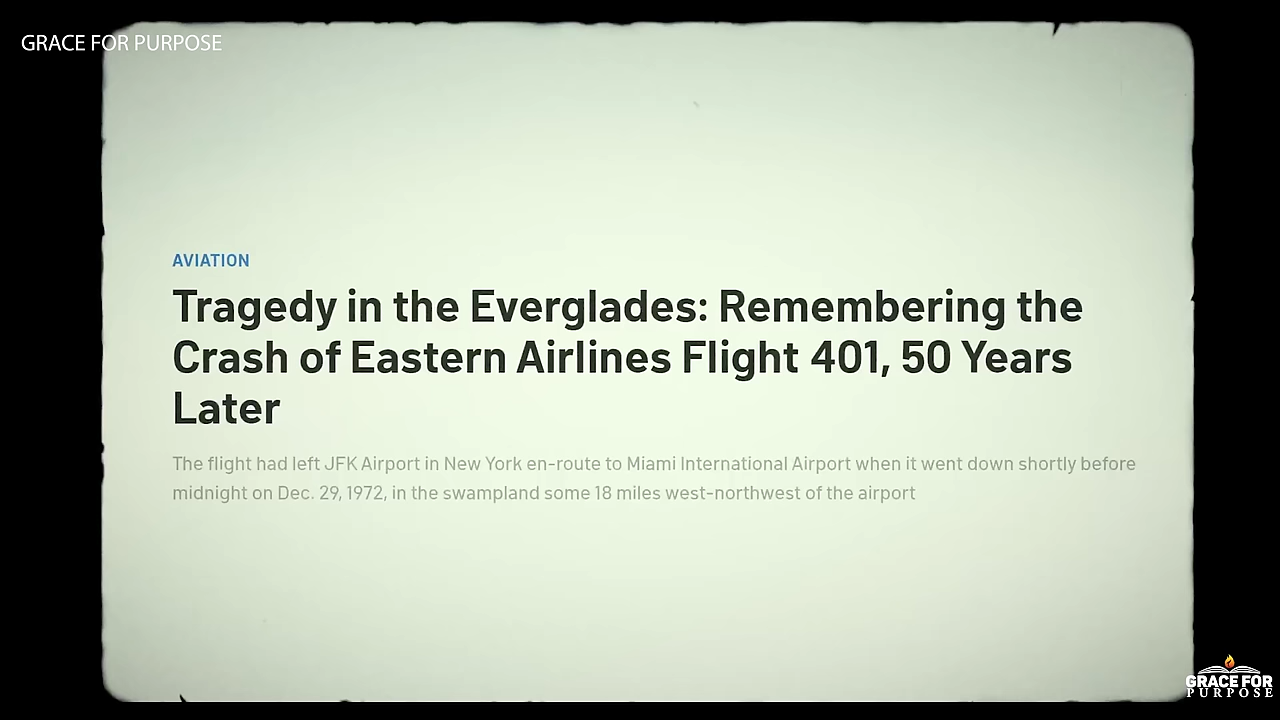 GRACE FOR PURPOSE
AVIATION
Tragedy in the Everglades: Remembering the
Crash of Eastern Airlines Flight 401, 50 Years
Later
The flight had left JFK Airport in New York en-route to Miami International Airport when it went down shortly before
midnight on Dec. 29, 1972, in the swampland some 18 miles west-northwest of the airport
GRACE FOR
PURPOSE